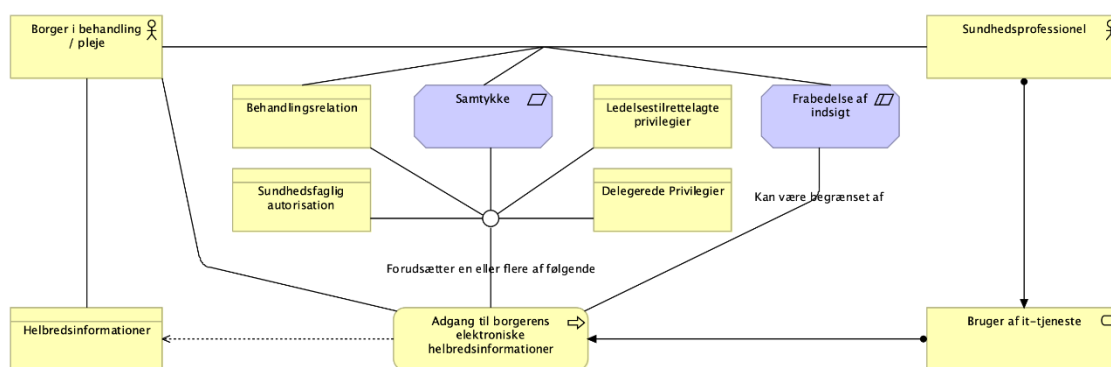 Borger i behandling
/ pleje
Sundhedsprofessionel
Behandlingsrelation
Samtykke
Ledelsestilrettelagte
privilegier
Frabedelse af
indsigt
Sundhedsfaglig
autorisation
Delegerede Privilegier
Kan være begrænset af
Forudsætter en eller flere af følgende
Helbredsinformationer
Adgang til borgerens
elektroniske
helbredsinformationer
Bruger af it-tjeneste